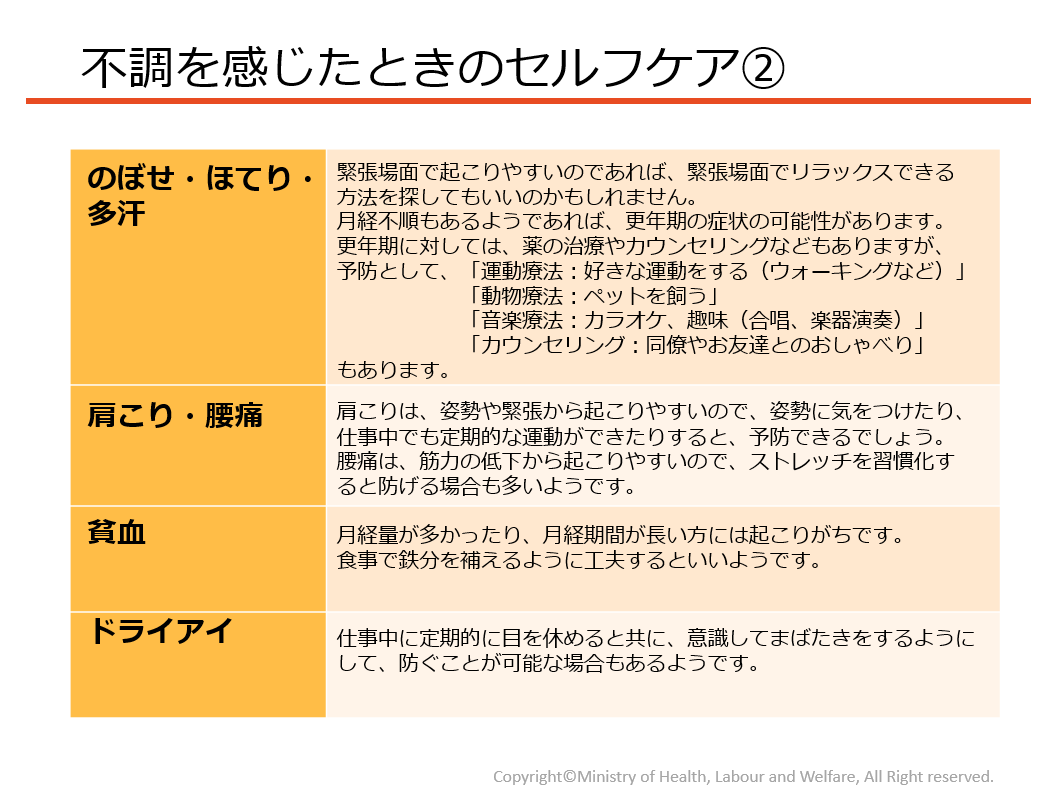 不調を感じたときのセルフケア②
のぼせ・ほてり・
多汗
緊張場面で起こりやすいのであれば、緊張場面でリラックスできる
方法を探してもいいのかもしれません。
月経不順もあるようであれば、更年期の症状の可能性があります。
更年期に対しては、薬の治療やカウンセリングなどもありますが、
予防として、「運動療法：好きな運動をする（ウォーキングなど）」
「動物療法：ペットを飼う」
「音楽療法：カラオケ、趣味（合唱、楽器演奏）」
「カウンセリング：同僚やお友達とのおしゃべり」
もあります。
肩こり・腰痛
肩こりは、姿勢や緊張から起こりやすいので、姿勢に気をつけたり、
仕事中でも定期的な運動ができたりすると、予防できるでしょう。
腰痛は、筋力の低下から起こりやすいので、ストレッチを習慣化す
ると防げる場合も多いようです。
貧血
月経量が多かったり、月経期間が長い方には起こりがちです。
食事で鉄分を補えるように工夫するといいようです。
ドライアイ
仕事中に定期的に目を休めると共に、意識してまばたきをするように
して、防ぐことが可能な場合もあるようです。
Copyright©Ministry of Health, Labour and Welfare, All Right reserved.